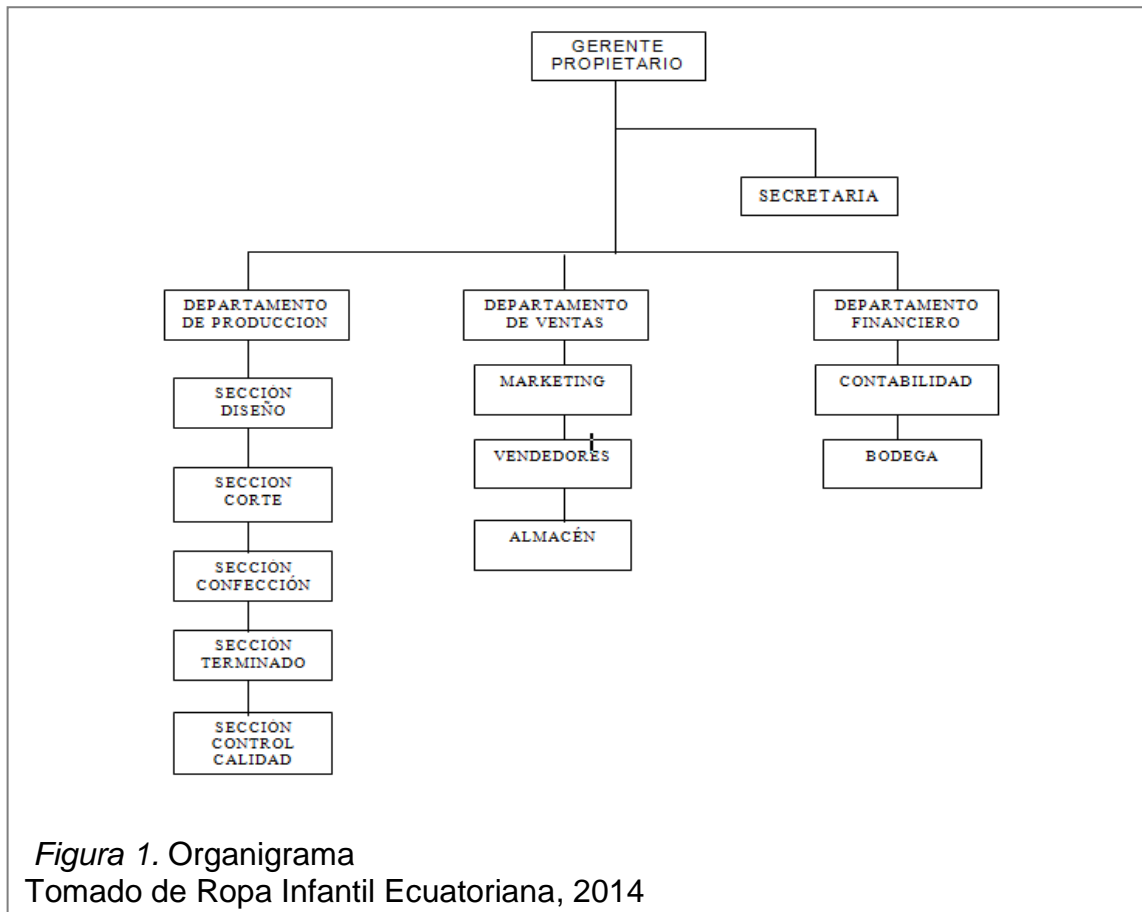 GERENTE
PROPIETARIO
SECRETARIA
DEPARTAMENTO
DE PRODUCCION
DEPARTAMENTO
DE VENTAS
DEPARTAMENTO
FINANCIERO
SECCIÓN
DISEÑO
SECCION
CORTE
SECCIÓN
CONFECCIÓN
SECCIÓN
TERMINADO
SECCIÓN
CONTROL
CALIDAD
MARKETING
VENDEDORES
ALMACÉN
CONTABILIDAD
BODEGA
Figura 1. Organigrama
Tomado de Ropa Infantil Ecuatoriana, 2014